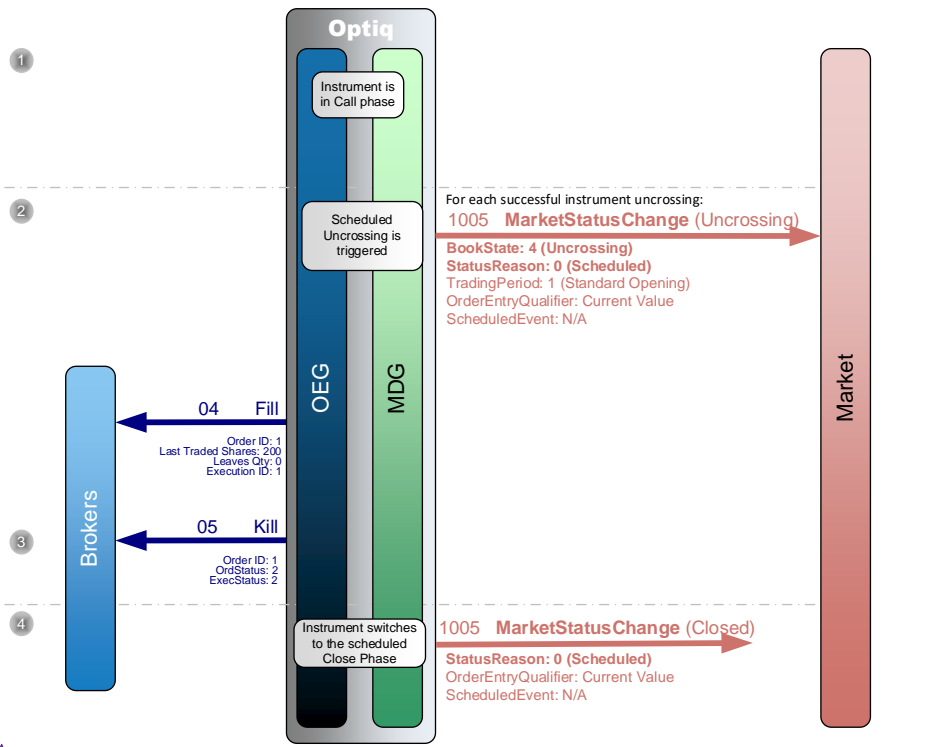 Optiq
1
Instrument is
in Call phase
2
For each successful instrument uncrossing:
1005 MarketStatusChange (Uncrossing)
Scheduled
Uncrossing is
triggered
BookState: 4 (Uncrossing)
StatusReason: 0 (Scheduled)
TradingPeriod: 1 (Standard Opening)
OrderEntryQualifier: Current Value
ScheduledEvent: N/A
OEG
MDG
Market
04 Fill
Order ID: 1
Last Traded Shares: 200
Leaves Qty: 0
Execution ID: 1
Brokers
3
05 Kill
Order ID: 1
OrdStatus: 2
ExecStatus: 2
4
Instrument switches
to the scheduled
Close Phase
1005 MarketStatusChange (Closed)
StatusReason: 0 (Scheduled)
OrderEntryQualifier: Current Value
ScheduledEvent: N/A